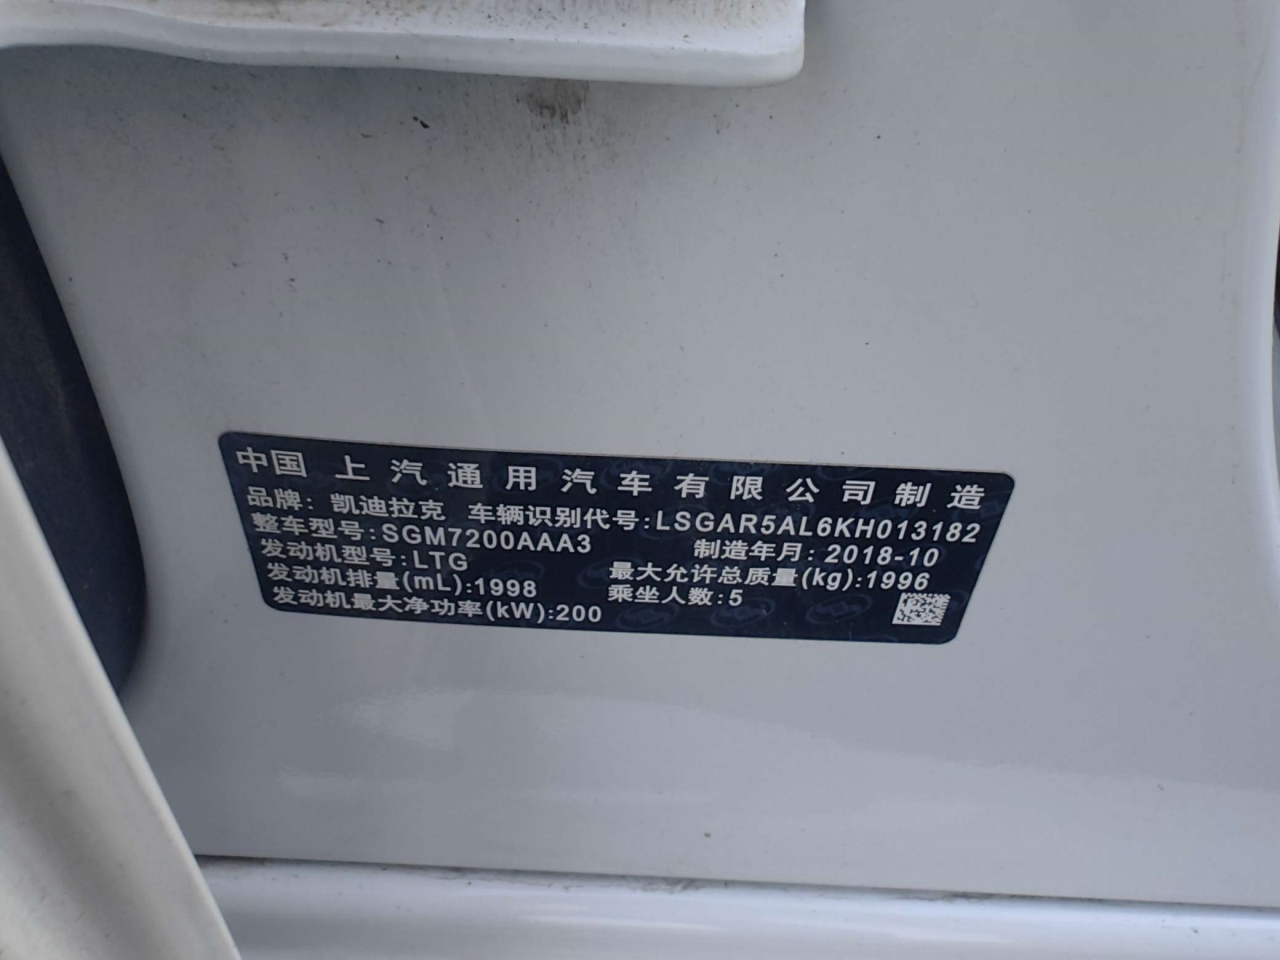 中国 上汽通用汽车有限公司制造
品牌: 凯迪拉克 车辆识别代号:LSGAR5AL6KH013182
整车型号:SGM7200AAA3 制造年月: 2018-10
发动机型号:LTG 最大允许总质量(kg):1996
发动机排量(mL):1998 乘坐人数:5
发动机最大净功率(kW):200